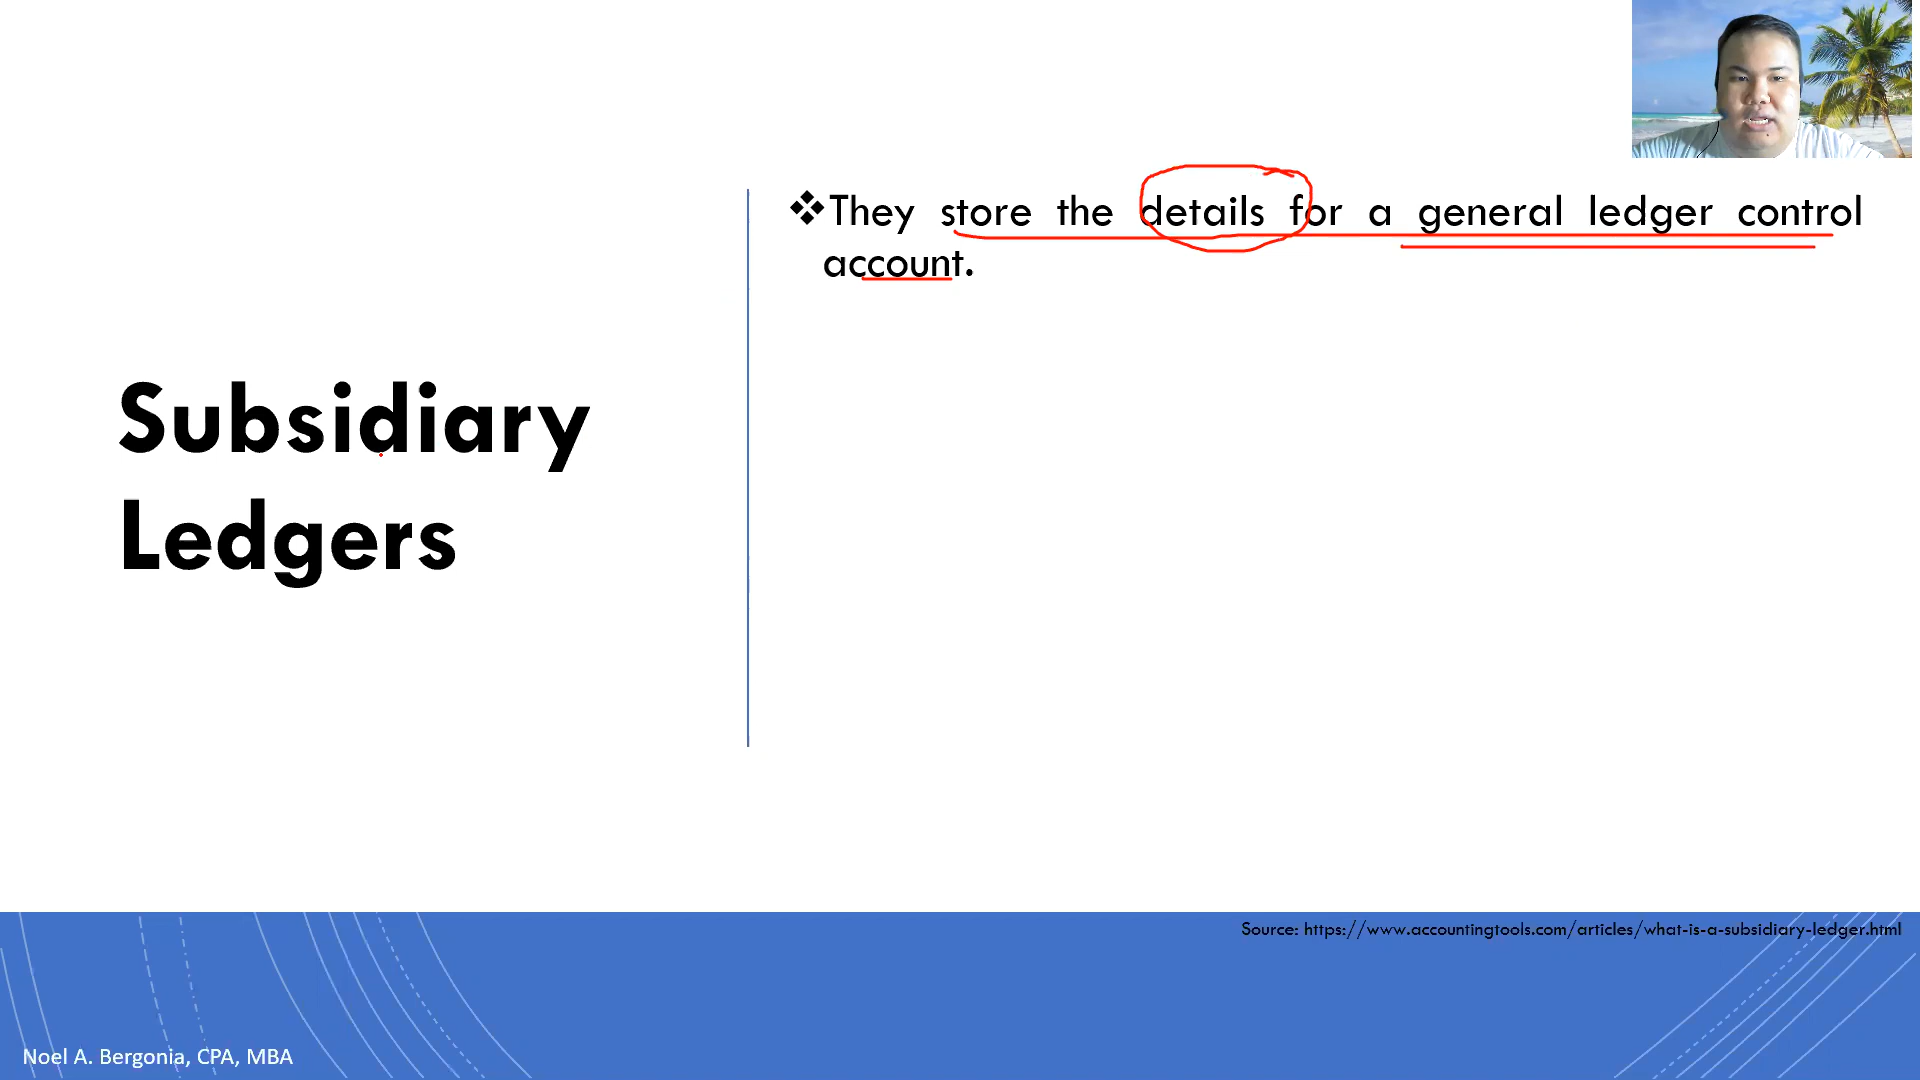 ❖They store the details for a general ledger control
account.
Subsidiary
Ledgers
Source: https://www.accountingtools.com/articles/what-is-a-subsidiary-ledger.html
Noel A. Bergonia, CPA, MBA